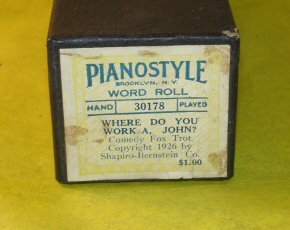 PIANOSTYLE
BROOKLYN, N.Y.
WORD ROLL
HAND 30178 PLAYED
WHERE DO YOU
WORK A, JOHN?
Comedy Fox Trot.
Copyright 1926 by
Shapiro-Bernstein Co.
$1.00